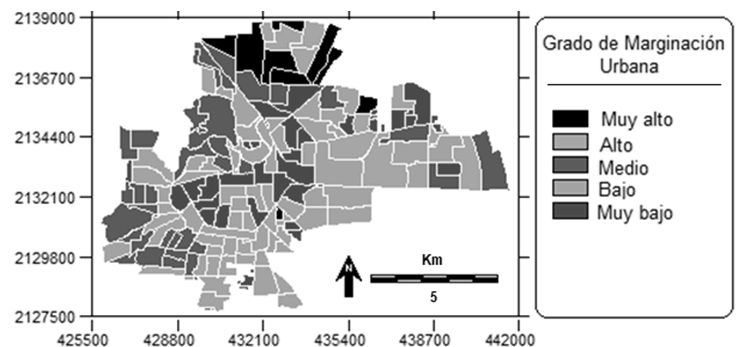 2139000
2136700
2134400
2132100
2129800
2127500
425500 428800 432100 435400 438700 442000
N
Km
5
Grado de Marginación
Urbana
Muy alto
Alto
Medio
Bajo
Muy bajo